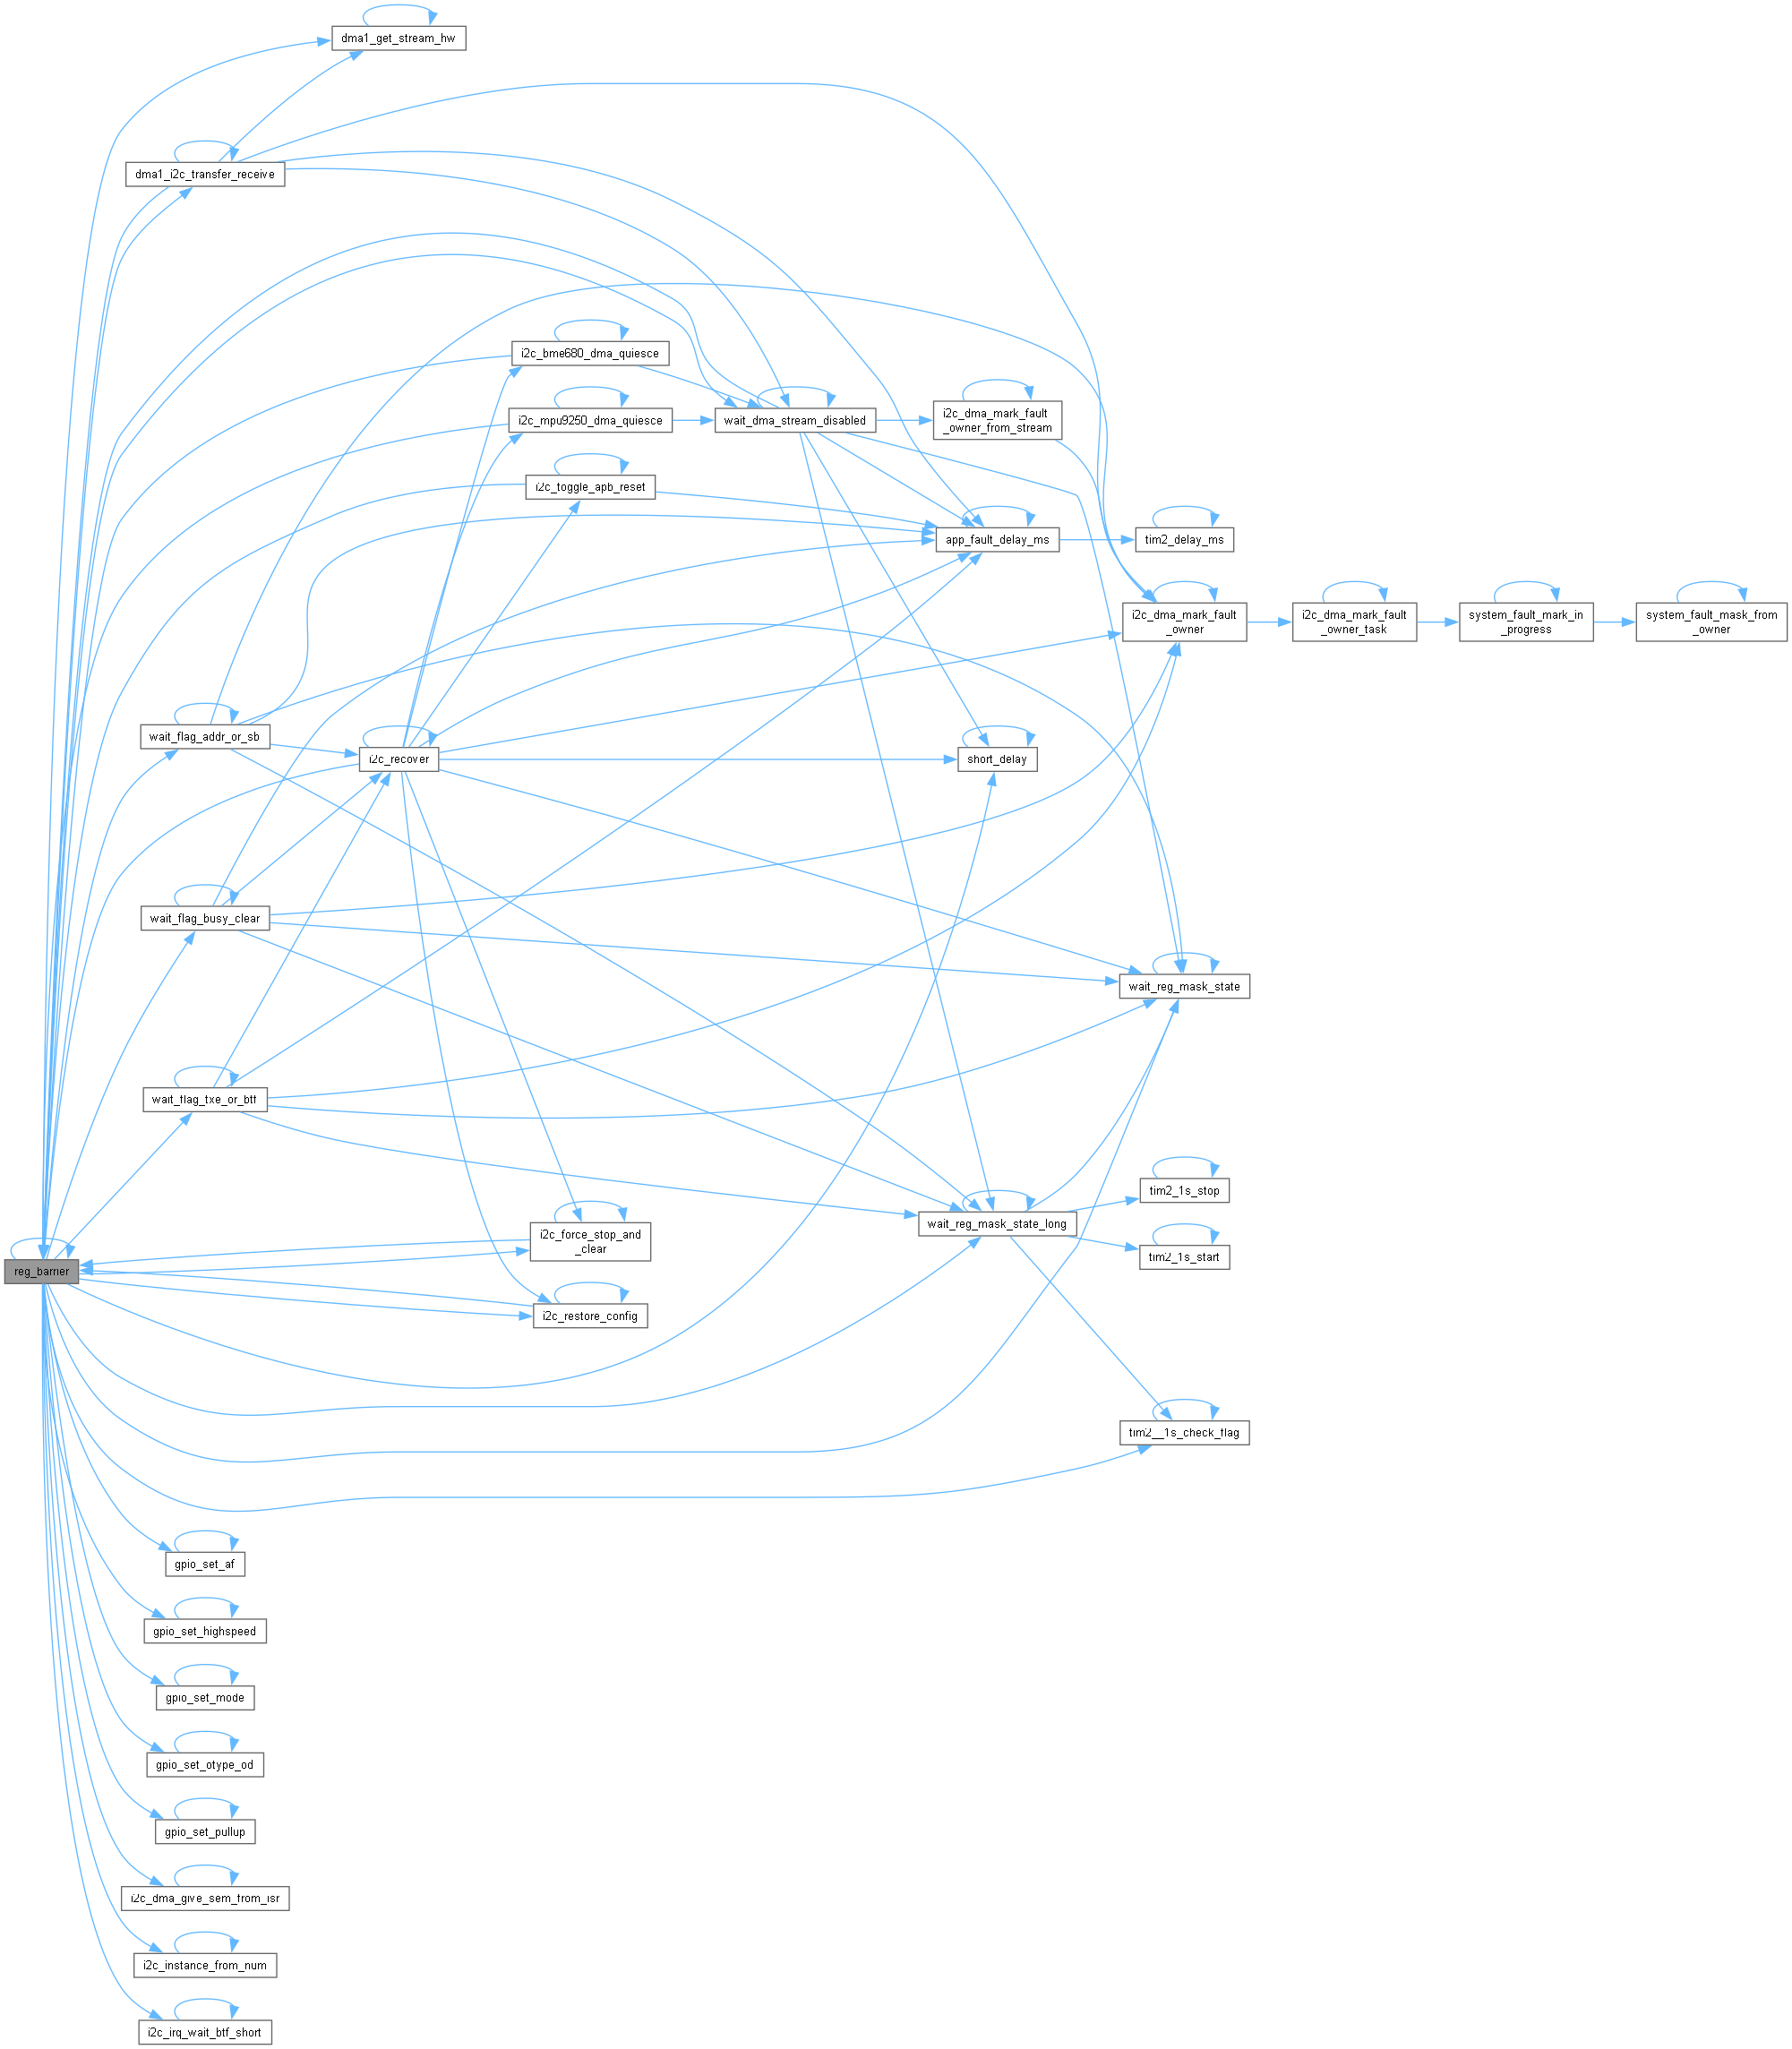 dma1_get_stream_hw
dma1_i2c_transfer_receive
i2c_bme680_dma_quiesce
i2c_mpu9250_dma_quiesce
wait_dma_stream_disabled
i2c_dma_mark_fault
_owner_from_stream
i2c_toggle_apb_reset
app_fault_delay_ms
tim2_delay_ms
i2c_dma_mark_fault
_owner
i2c_dma_mark_fault
_owner_task
system_fault_mark_in
_progress
system_fault_mask_from
_owner
wait_flag_addr_or_sb
i2c_recover
short_delay
wait_flag_busy_clear
wait_reg_mask_state
wait_flag_txe_or_btf
tim2_1s_stop
wait_reg_mask_state_long
i2c_force_stop_and
_clear
tim2_1s_start
reg_barrier
i2c_restore_config
tim2__1s_check_flag
gpio_set_af
gpio_set_highspeed
gpio_set_mode
gpio_set_otype_od
gpio_set_pullup
i2c_dma_give_sem_from_isr
i2c_instance_from_num
i2c_irq_wait_btf_short